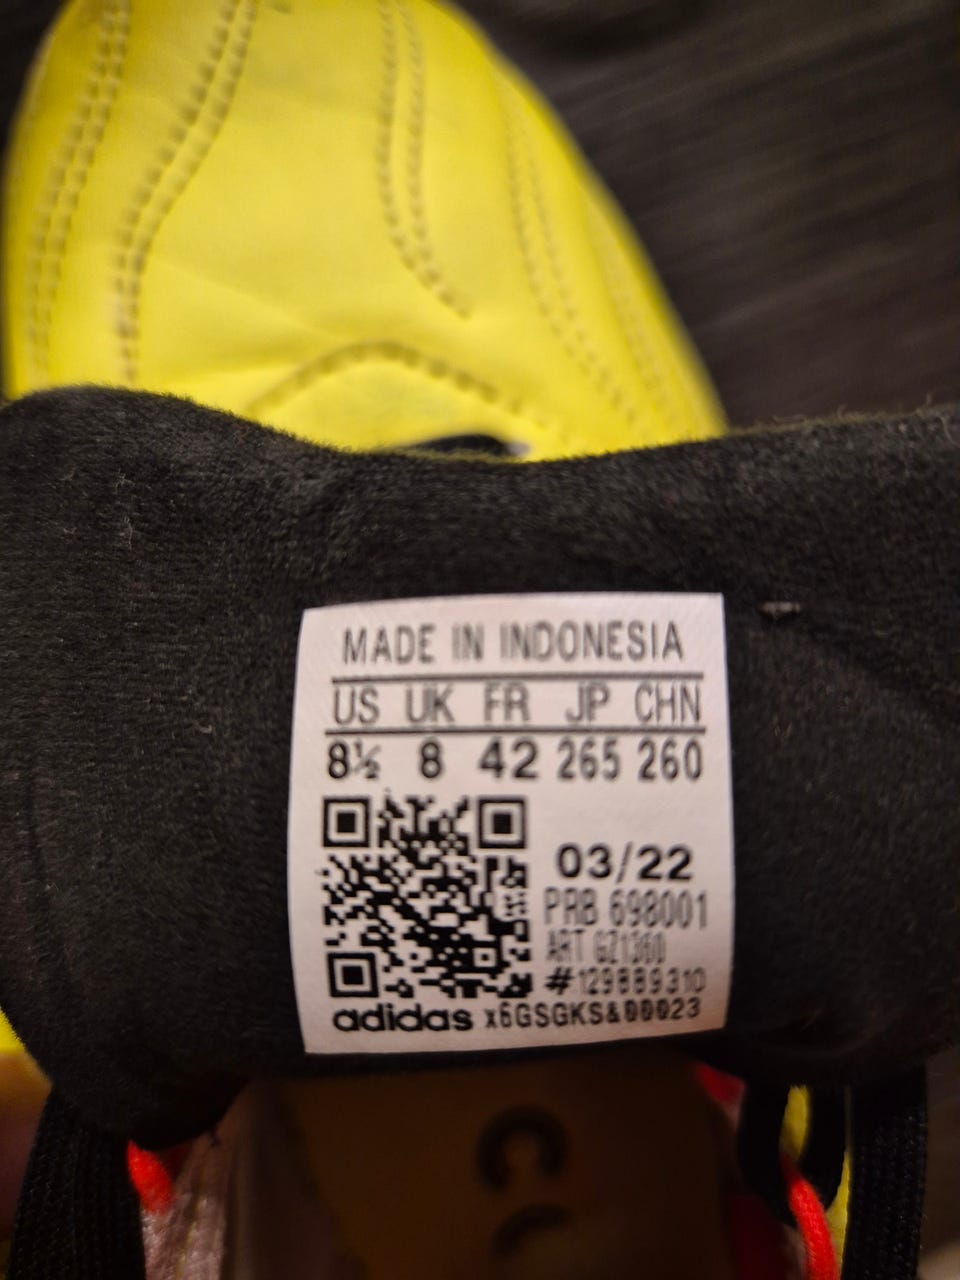 MADE IN INDONESIA
US UK FR JP CHN
8½ 8 42 265 260
03/22
PRB 698001
ART GZ1360
#129889310
adidas x6GSGKS&00023